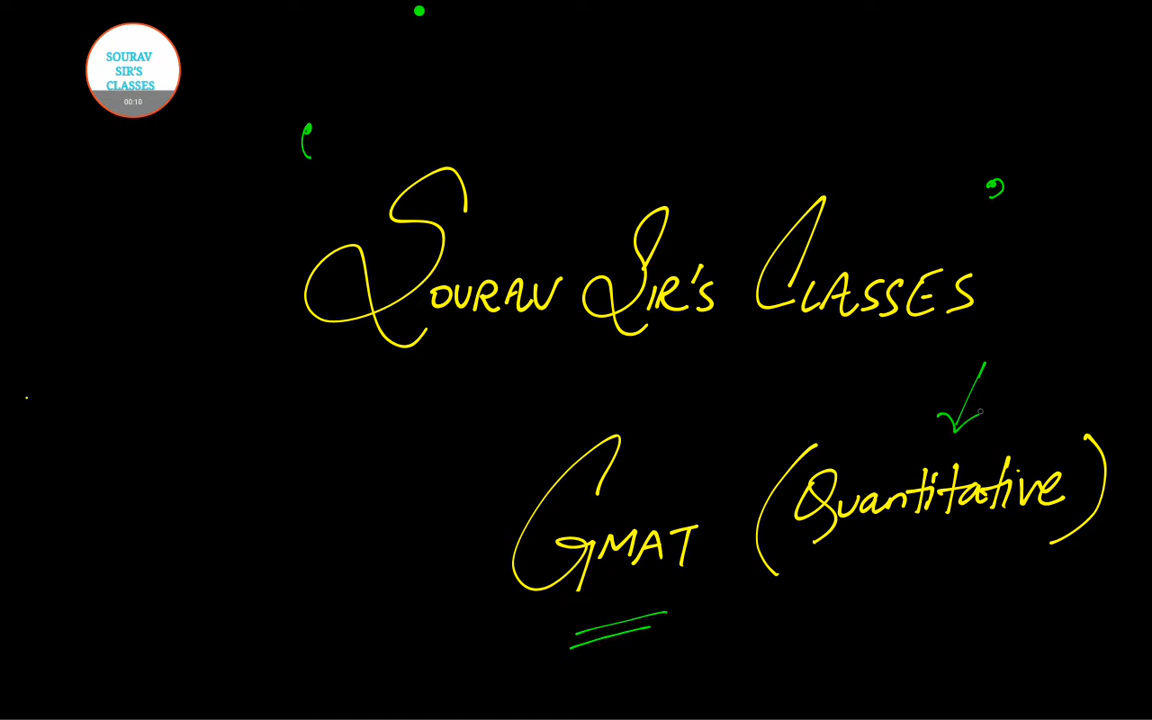 SOURAV
SIR'S
CLASSES
00:10
SOURAV SIR'S CLASSES
GMAT (Quantitative)